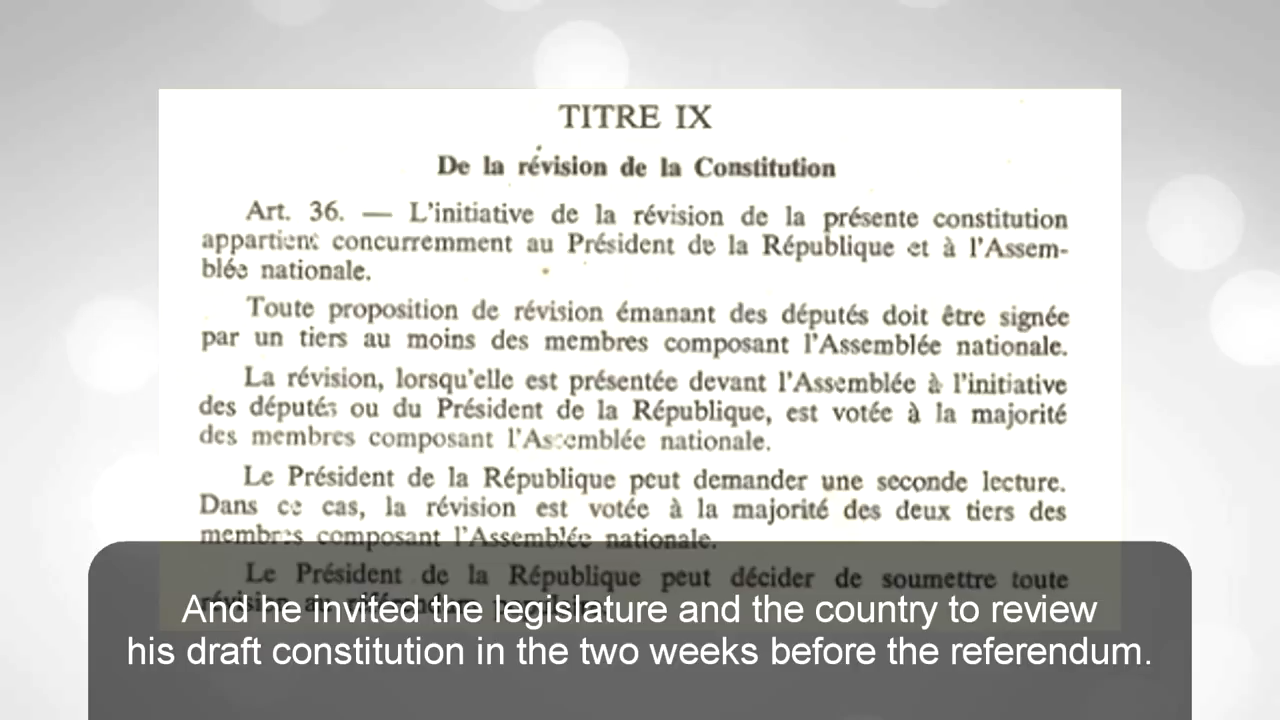 TITRE IX
De la révision de la Constitution
Art. 36. — L'initiative de la révision de la présente constitution
appartient concurremment au Président de la République et à l'Assem-
blée nationale.
Toute proposition de révision émanant des députés doit être signée
par un tiers au moins des membres composant l'Assemblée nationale.
La révision, lorsqu'elle est présentée devant l'Assemblée à l'initiative
des députés ou du Président de la République, est votée à la majorité
des membres composant l'Assemblée nationale.
Le Président de la République peut demander une seconde lecture.
Dans ce cas, la révision est votée à la majorité des deux tiers des
membres composant l'Assemblée nationale.
Le Président de la République peut décider de soumettre toute
révision au référendum
And he invited the legislature and the country to review
his draft constitution in the two weeks before the referendum.